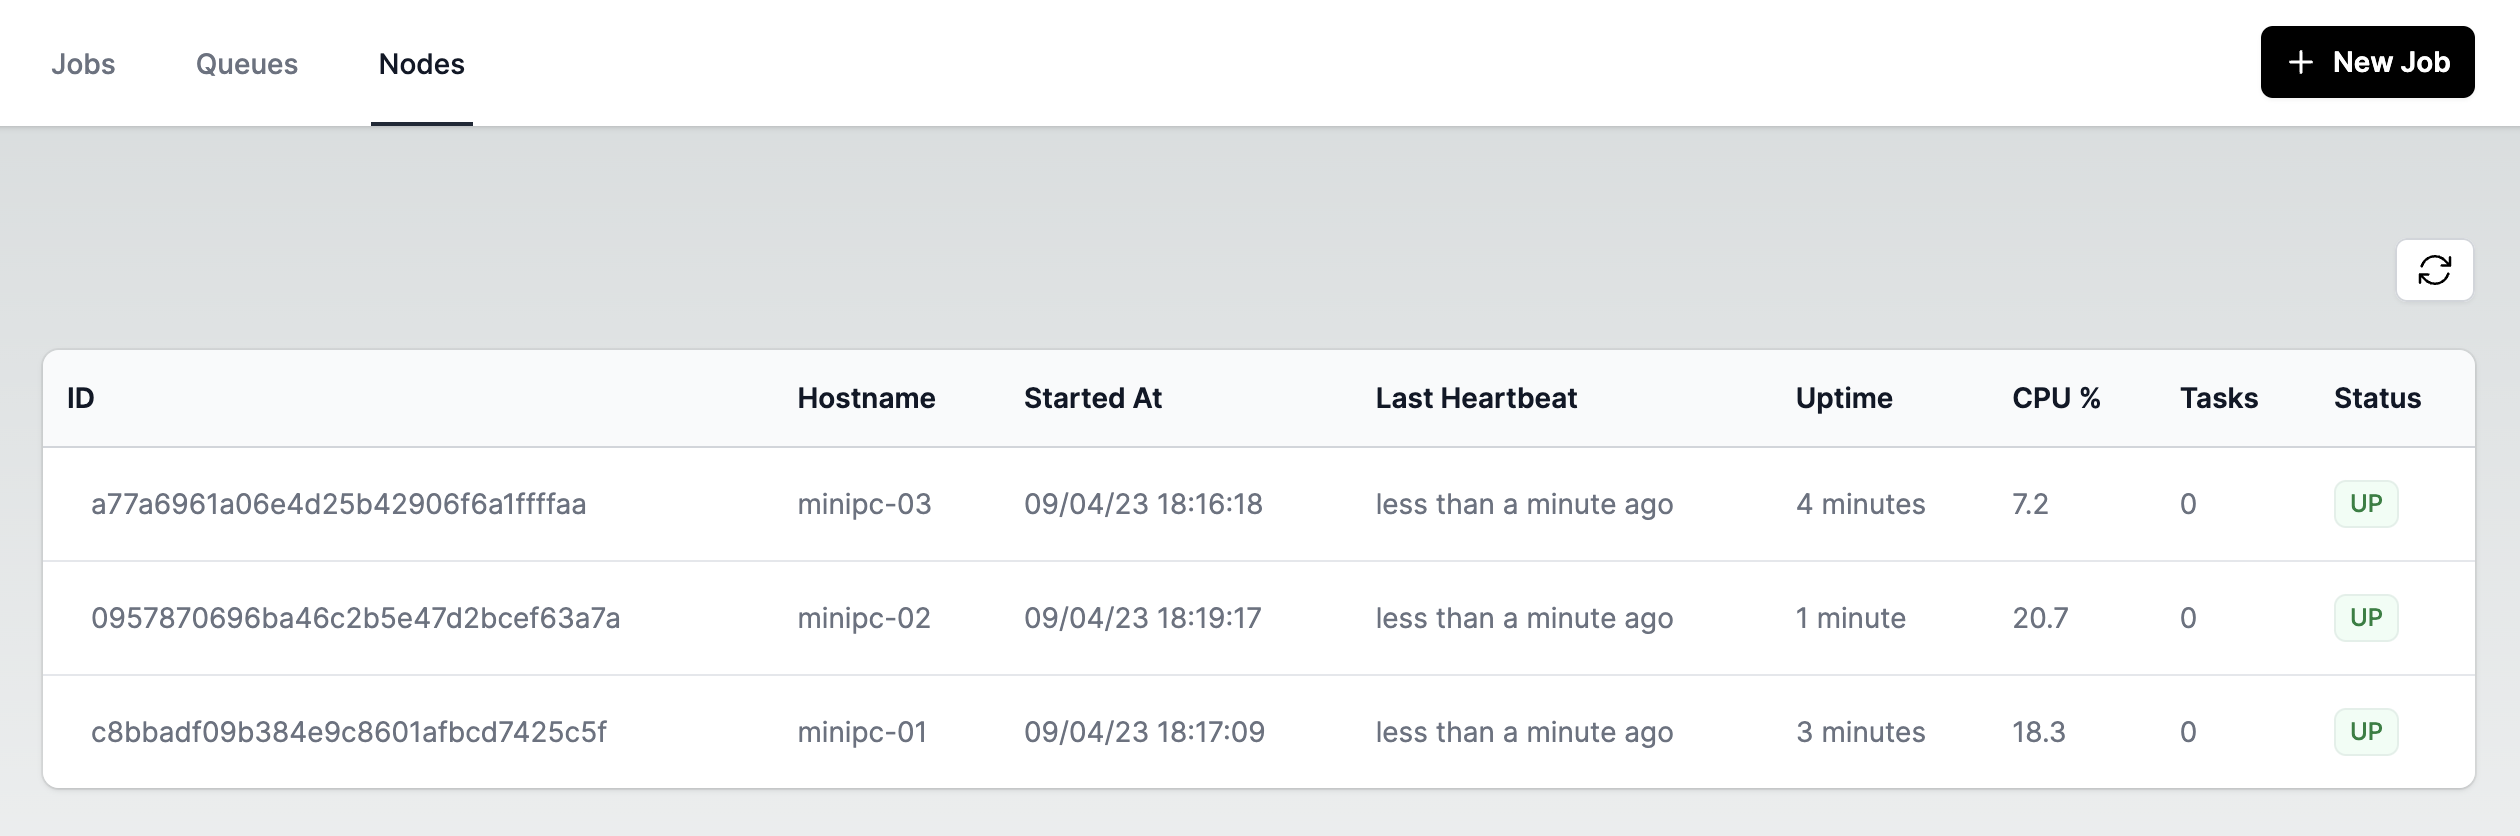 Jobs Queues Nodes + New Job
ID Hostname Started At Last Heartbeat Uptime CPU % Tasks Status
a77a6961a06e4d25b42906f6a1ffffaa minipc-03 09/04/23 18:16:18 less than a minute ago 4 minutes 7.2 0 UP
0957870696ba46c2b5e47d2bcef63a7a minipc-02 09/04/23 18:19:17 less than a minute ago 1 minute 20.7 0 UP
c8bbadf09b384e9c8601afbcd7425c5f minipc-01 09/04/23 18:17:09 less than a minute ago 3 minutes 18.3 0 UP